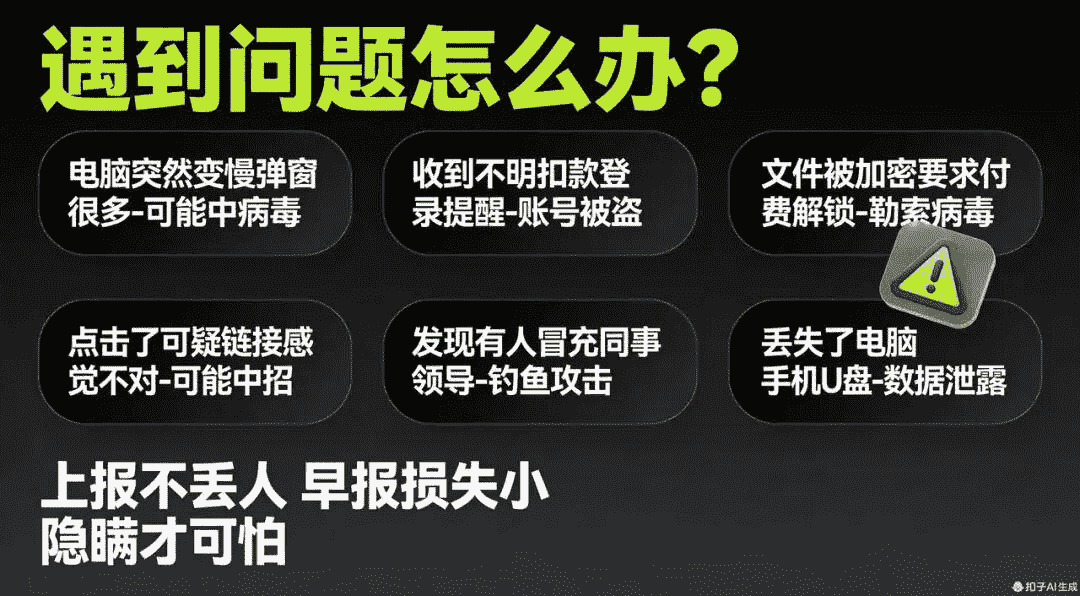 遇到问题怎么办?
电脑突然变慢弹窗
很多-可能中病毒
收到不明扣款登
录提醒-账号被盗
文件被加密要求付
费解锁-勒索病毒
点击了可疑链接感
觉不对-可能中招
发现有人冒充同事
领导-钓鱼攻击
丢失了电脑
手机U盘-数据泄露
上报不丢人 早报损失小
隐瞒才可怕
扣子AI生成